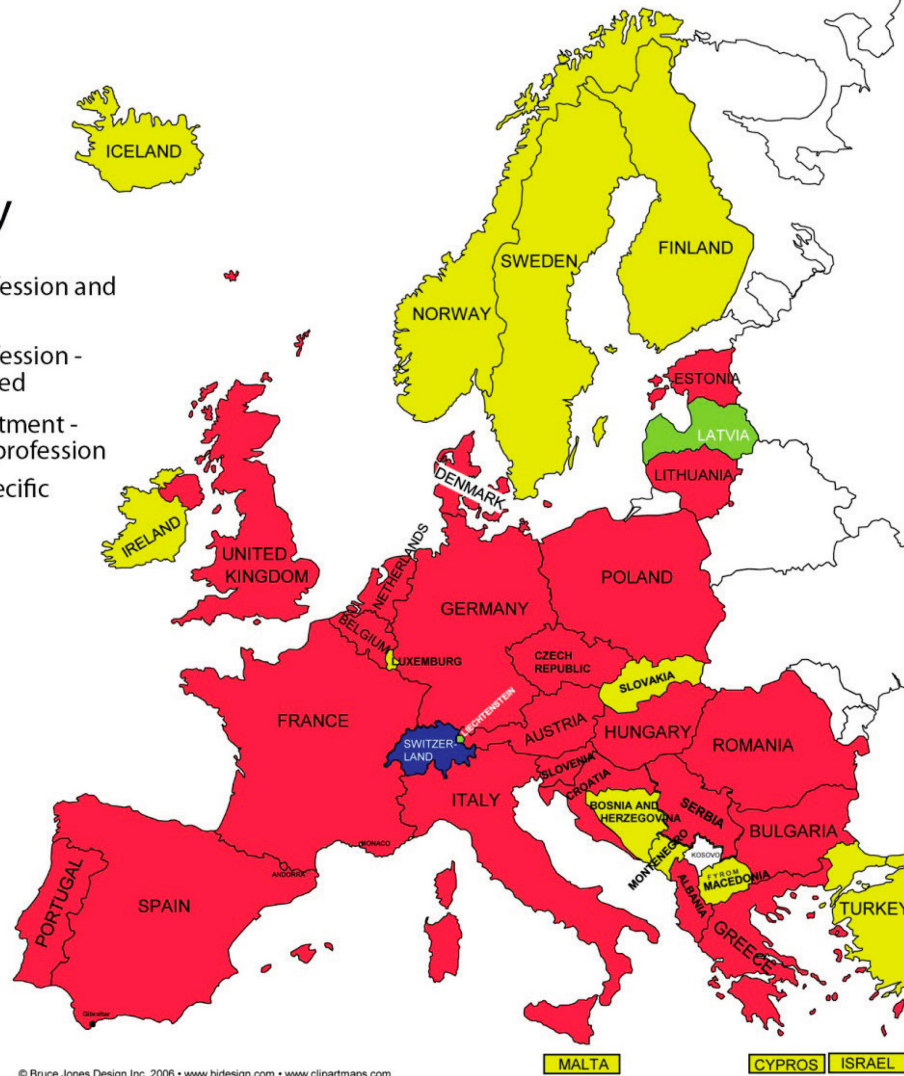 ICELAND
y
ession and
ession -
ed
tment -
profession
ecific
NORWAY
SWEDEN
FINLAND
ESTONIA
LATVIA
LITHUANIA
DENMARK
IRELAND
UNITED
KINGDOM
NETHERLANDS
BELGIUM
LUXEMBURG
GERMANY
POLAND
CZECH
REPUBLIC
SLOVAKIA
FRANCE
SWITZER-
LAND
LIECHTENSTEIN
AUSTRIA
HUNGARY
ROMANIA
SLOVENIA
CROATIA
ITALY
BOSNIA AND
HERZEGOVINA
SERBIA
BULGARIA
MONTENEGRO
KOSOVO
FYROM
MACEDONIA
ALBANIA
GREECE
TURKEY
MONACO
ANDORRA
PORTUGAL
SPAIN
Gibraltar
MALTA
CYPROS
ISRAEL
© Bruce Jones Design Inc. 2006 • www.bjdesign.com • www.clipartmaps.com